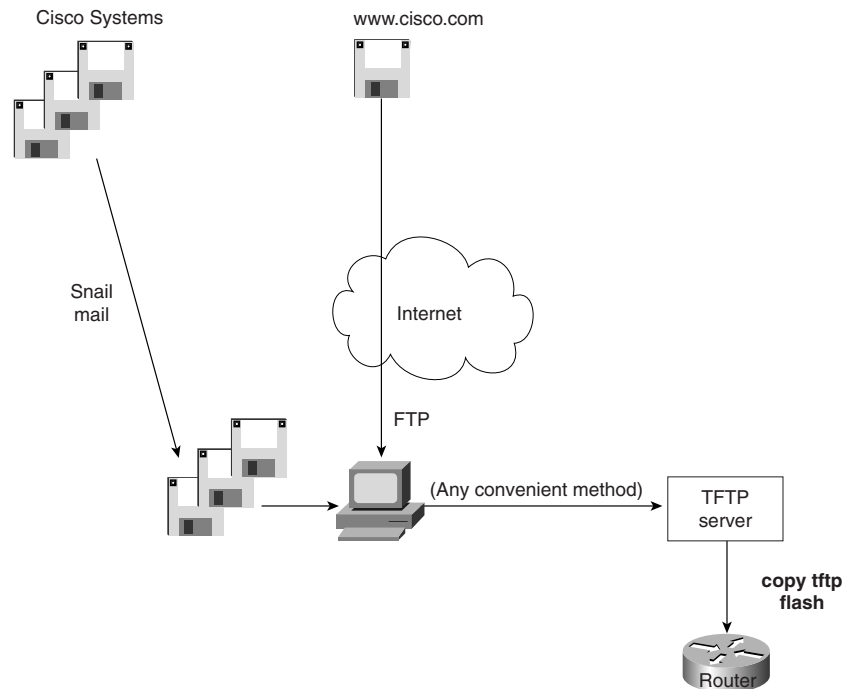 Cisco Systems
www.cisco.com
Snail
mail
Internet
FTP
(Any convenient method)
TFTP
server
copy tftp
flash
Router